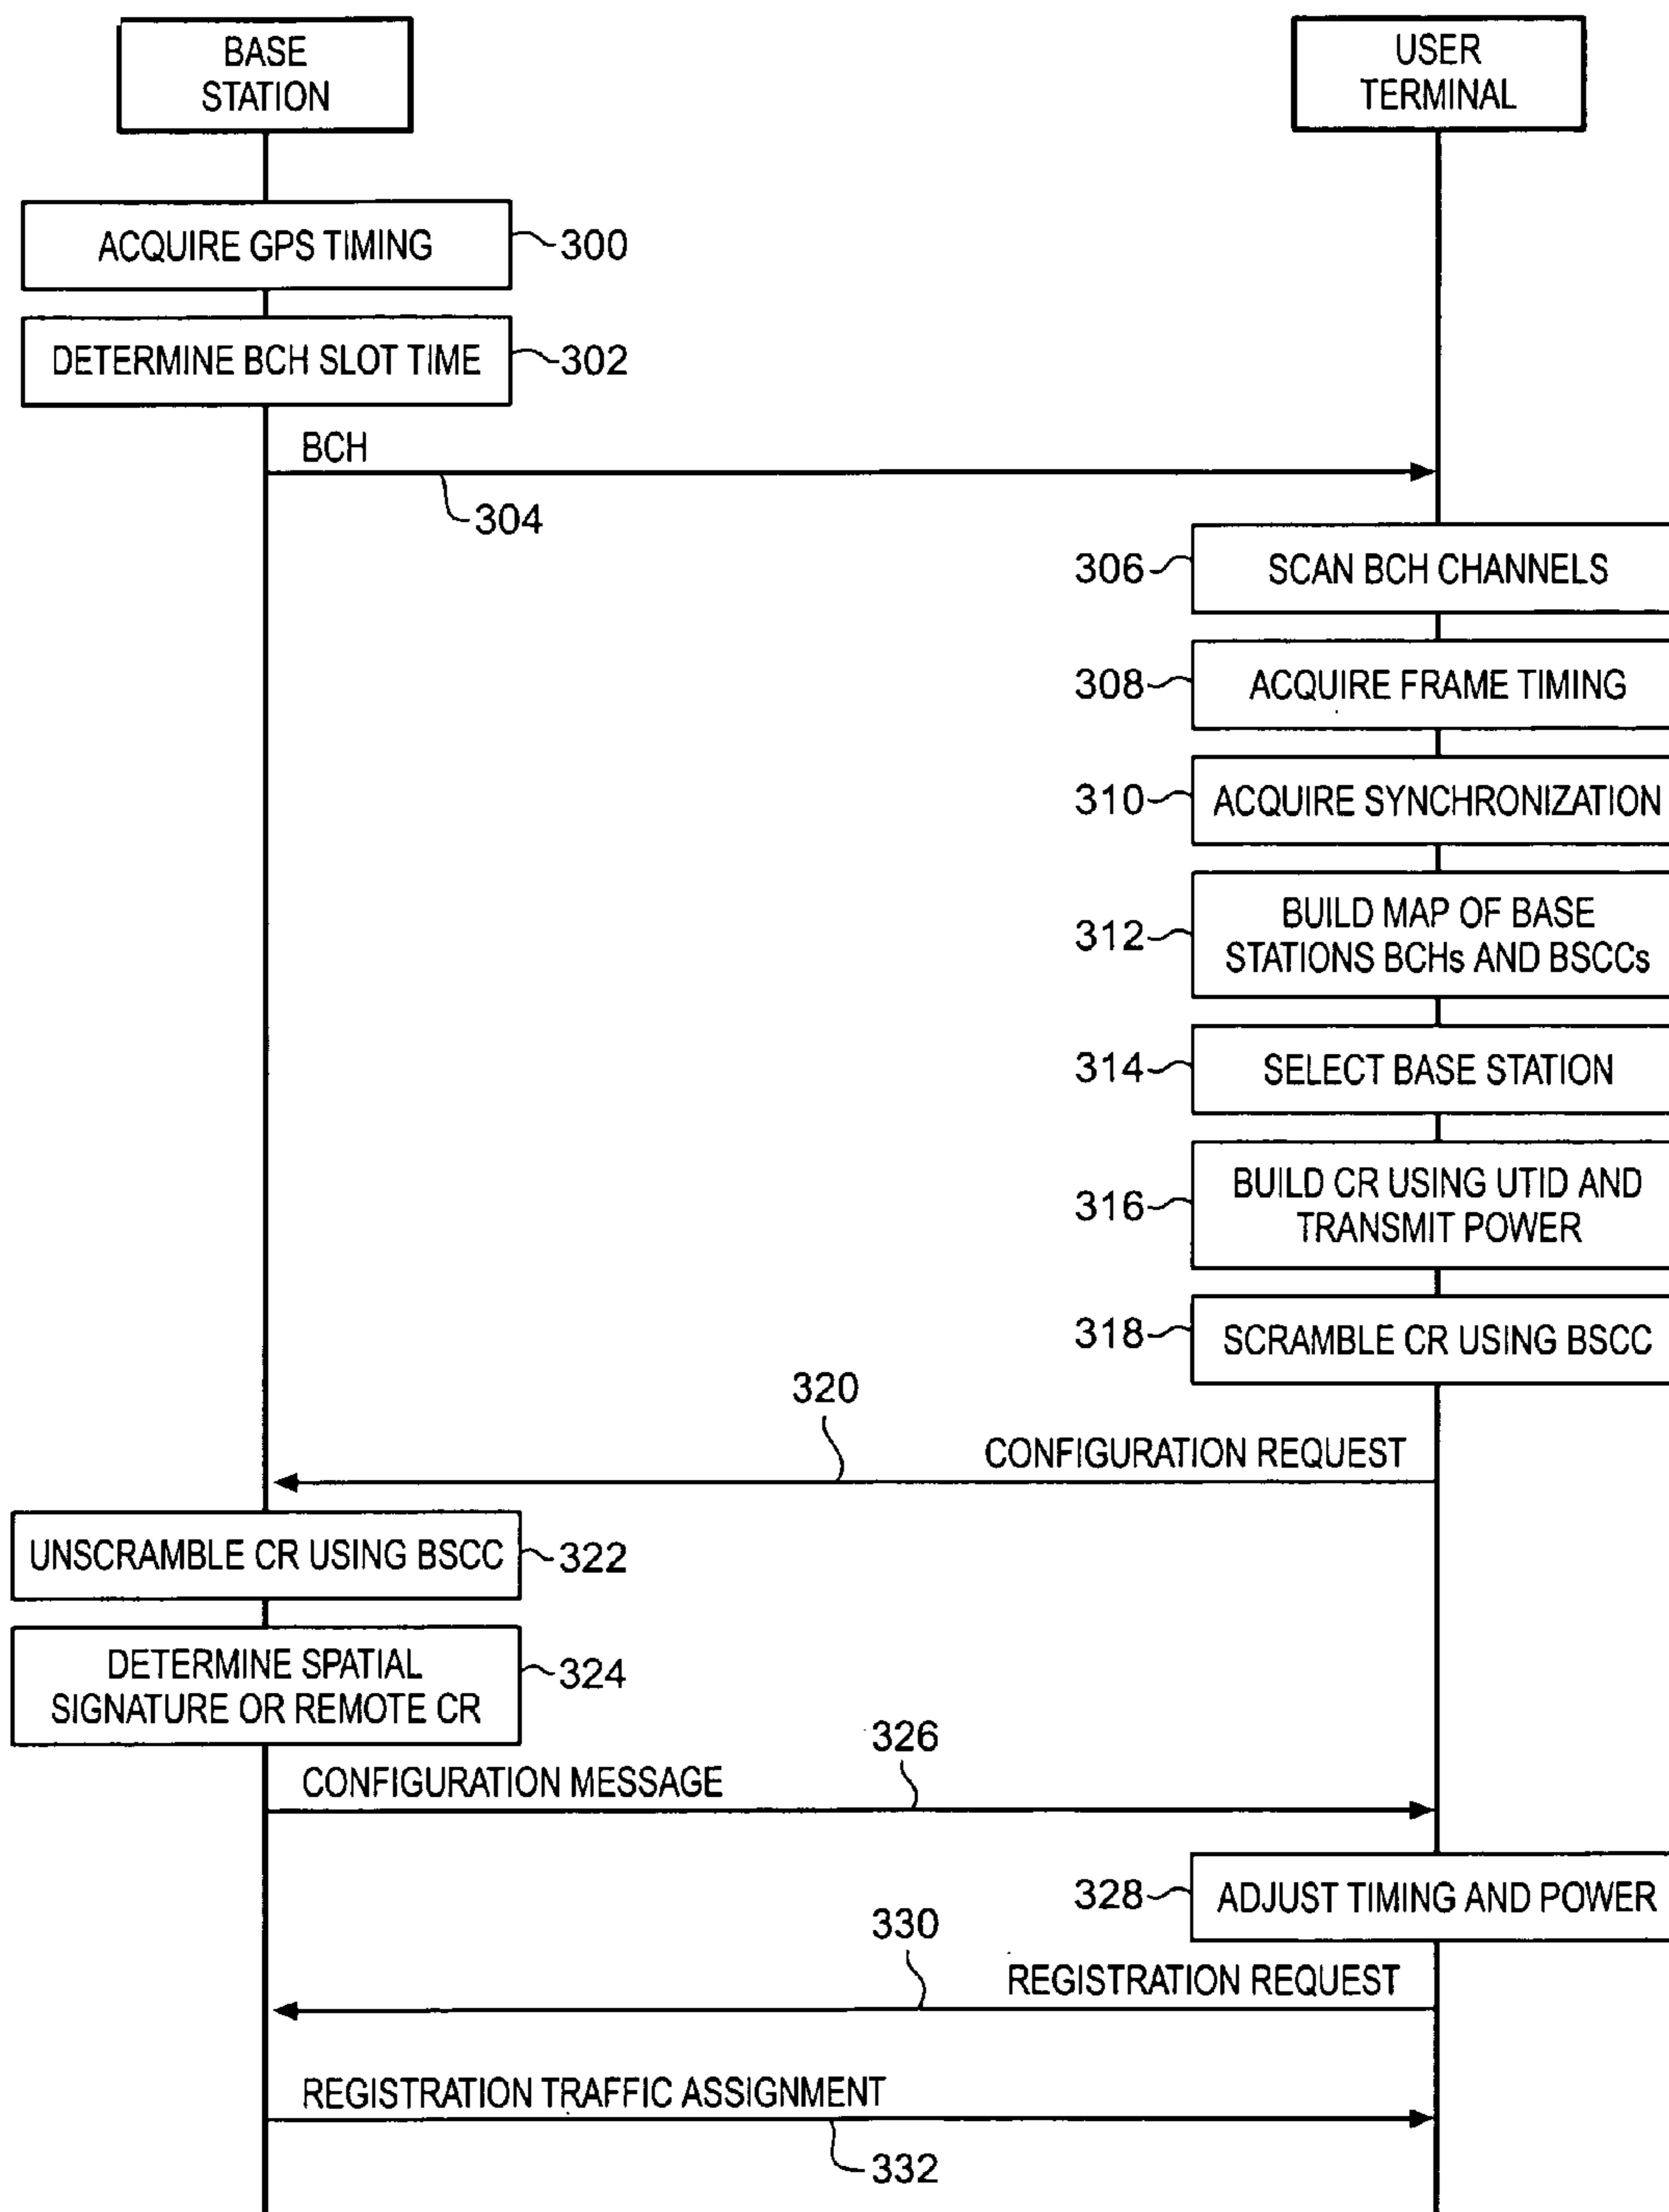 BASE
STATION
USER
TERMINAL
ACQUIRE GPS TIMING
300
DETERMINE BCH SLOT TIME
302
BCH
304
306
SCAN BCH CHANNELS
308
ACQUIRE FRAME TIMING
310
ACQUIRE SYNCHRONIZATION
312
BUILD MAP OF BASE
STATIONS BCHs AND BSCCs
314
SELECT BASE STATION
316
BUILD CR USING UTID AND
TRANSMIT POWER
318
SCRAMBLE CR USING BSCC
320
CONFIGURATION REQUEST
UNSCRAMBLE CR USING BSCC
322
DETERMINE SPATIAL
SIGNATURE OR REMOTE CR
324
326
CONFIGURATION MESSAGE
328
ADJUST TIMING AND POWER
330
REGISTRATION REQUEST
REGISTRATION TRAFFIC ASSIGNMENT
332